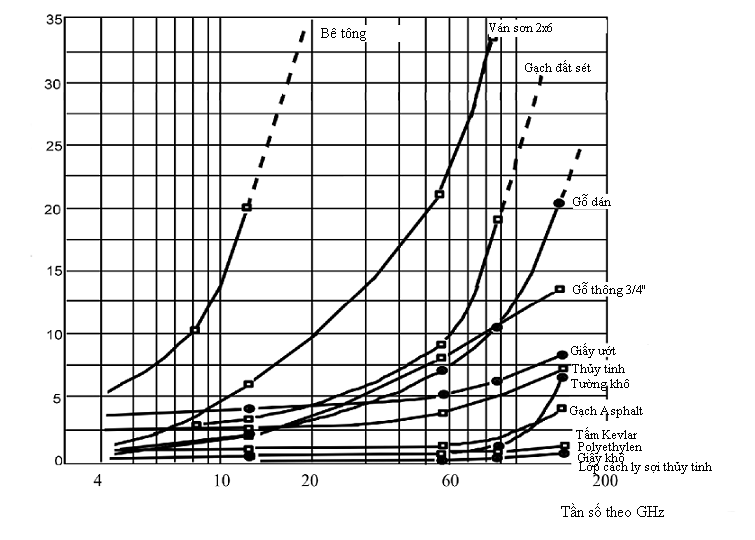 35
Bê tông
Ván sơn 2x6
Gạch đất sét
30
25
20
Gỗ dán
15
Gỗ thông 3/4"
10
Giấy ướt
Thủy tinh
Tường khô
5
Gạch Asphalt
Tấm Kevlar
Polyethylen
Giấy khô
Lớp cách ly sợi thủy tinh
0
4 10 20 60 200
Tần số theo GHz